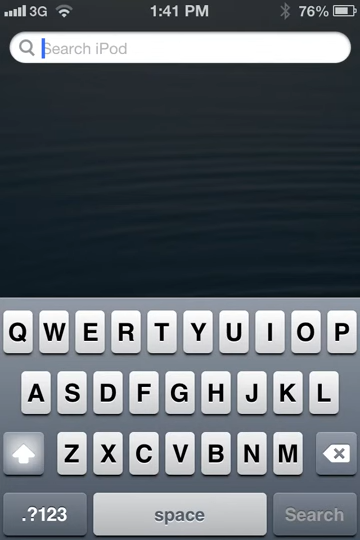 3G 1:41 PM 76%
Search iPod
Q W E R T Y U I O P
A S D F G H J K L
Z X C V B N M
.?123 space Search